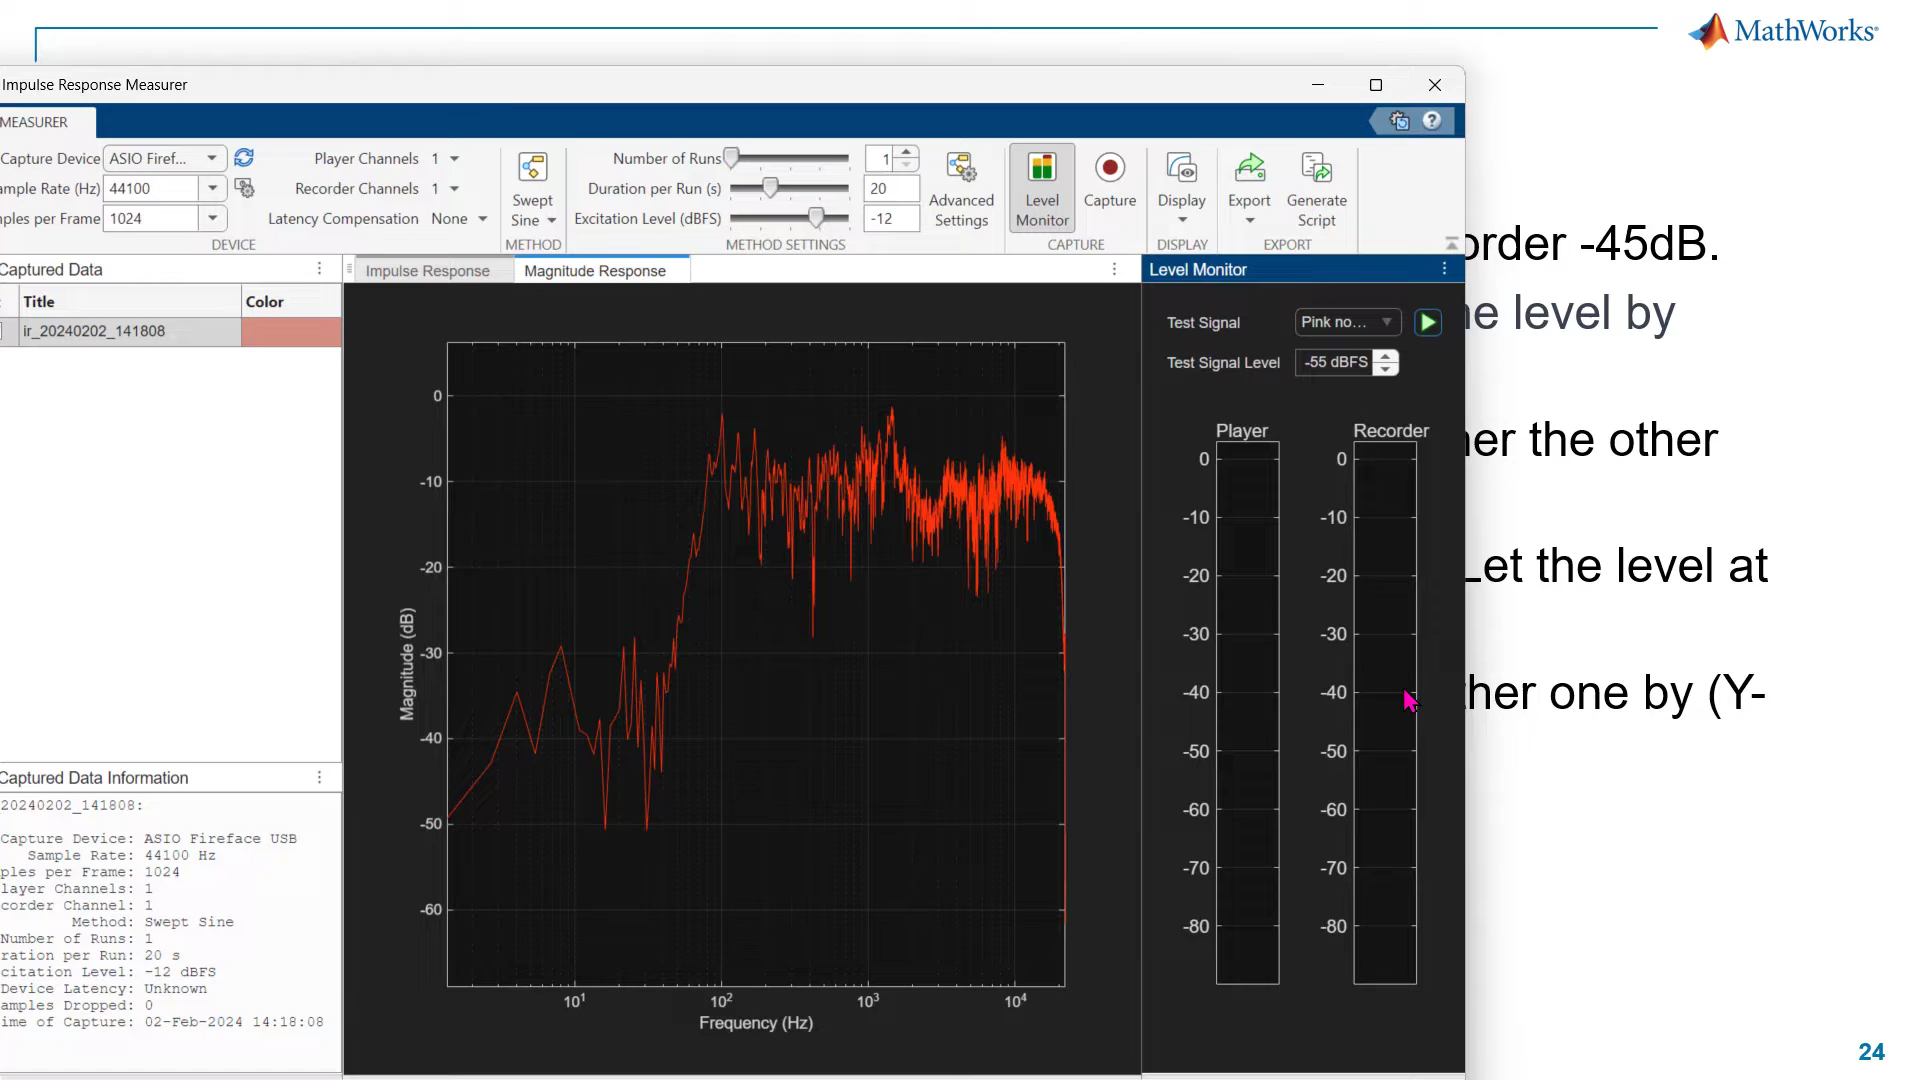 MathWorks®
Impulse Response Measurer
MEASURER
Capture Device ASIO Firef... Player Channels 1
ample Rate (Hz) 44100 Recorder Channels 1
ples per Frame 1024 Latency Compensation None
DEVICE
Swept
Sine
METHOD
Number of Runs 1
Duration per Run (s) 20
Excitation Level (dBFS) -12
METHOD SETTINGS
Advanced
Settings
Level
Monitor
Capture
CAPTURE
Display
DISPLAY
Export
Generate
Script
EXPORT
order -45dB.
he level by
her the other
Let the level at
ther one by (Y-
Captured Data
Title Color
ir_20240202_141808
Impulse Response Magnitude Response
0
-10
-20
-30
-40
-50
-60
Magnitude (dB)
10¹ 10² 10³ 10⁴
Frequency (Hz)
Level Monitor
Test Signal Pink no...
Test Signal Level -55 dBFS
Player Recorder
0 0
-10 -10
-20 -20
-30 -30
-40 -40
-50 -50
-60 -60
-70 -70
-80 -80
Captured Data Information
20240202_141808:
Capture Device: ASIO Fireface USB
Sample Rate: 44100 Hz
ples per Frame: 1024
layer Channels: 1
corder Channel: 1
Method: Swept Sine
Number of Runs: 1
ration per Run: 20 s
citation Level: -12 dBFS
Device Latency: Unknown
amples Dropped: 0
ime of Capture: 02-Feb-2024 14:18:08
24